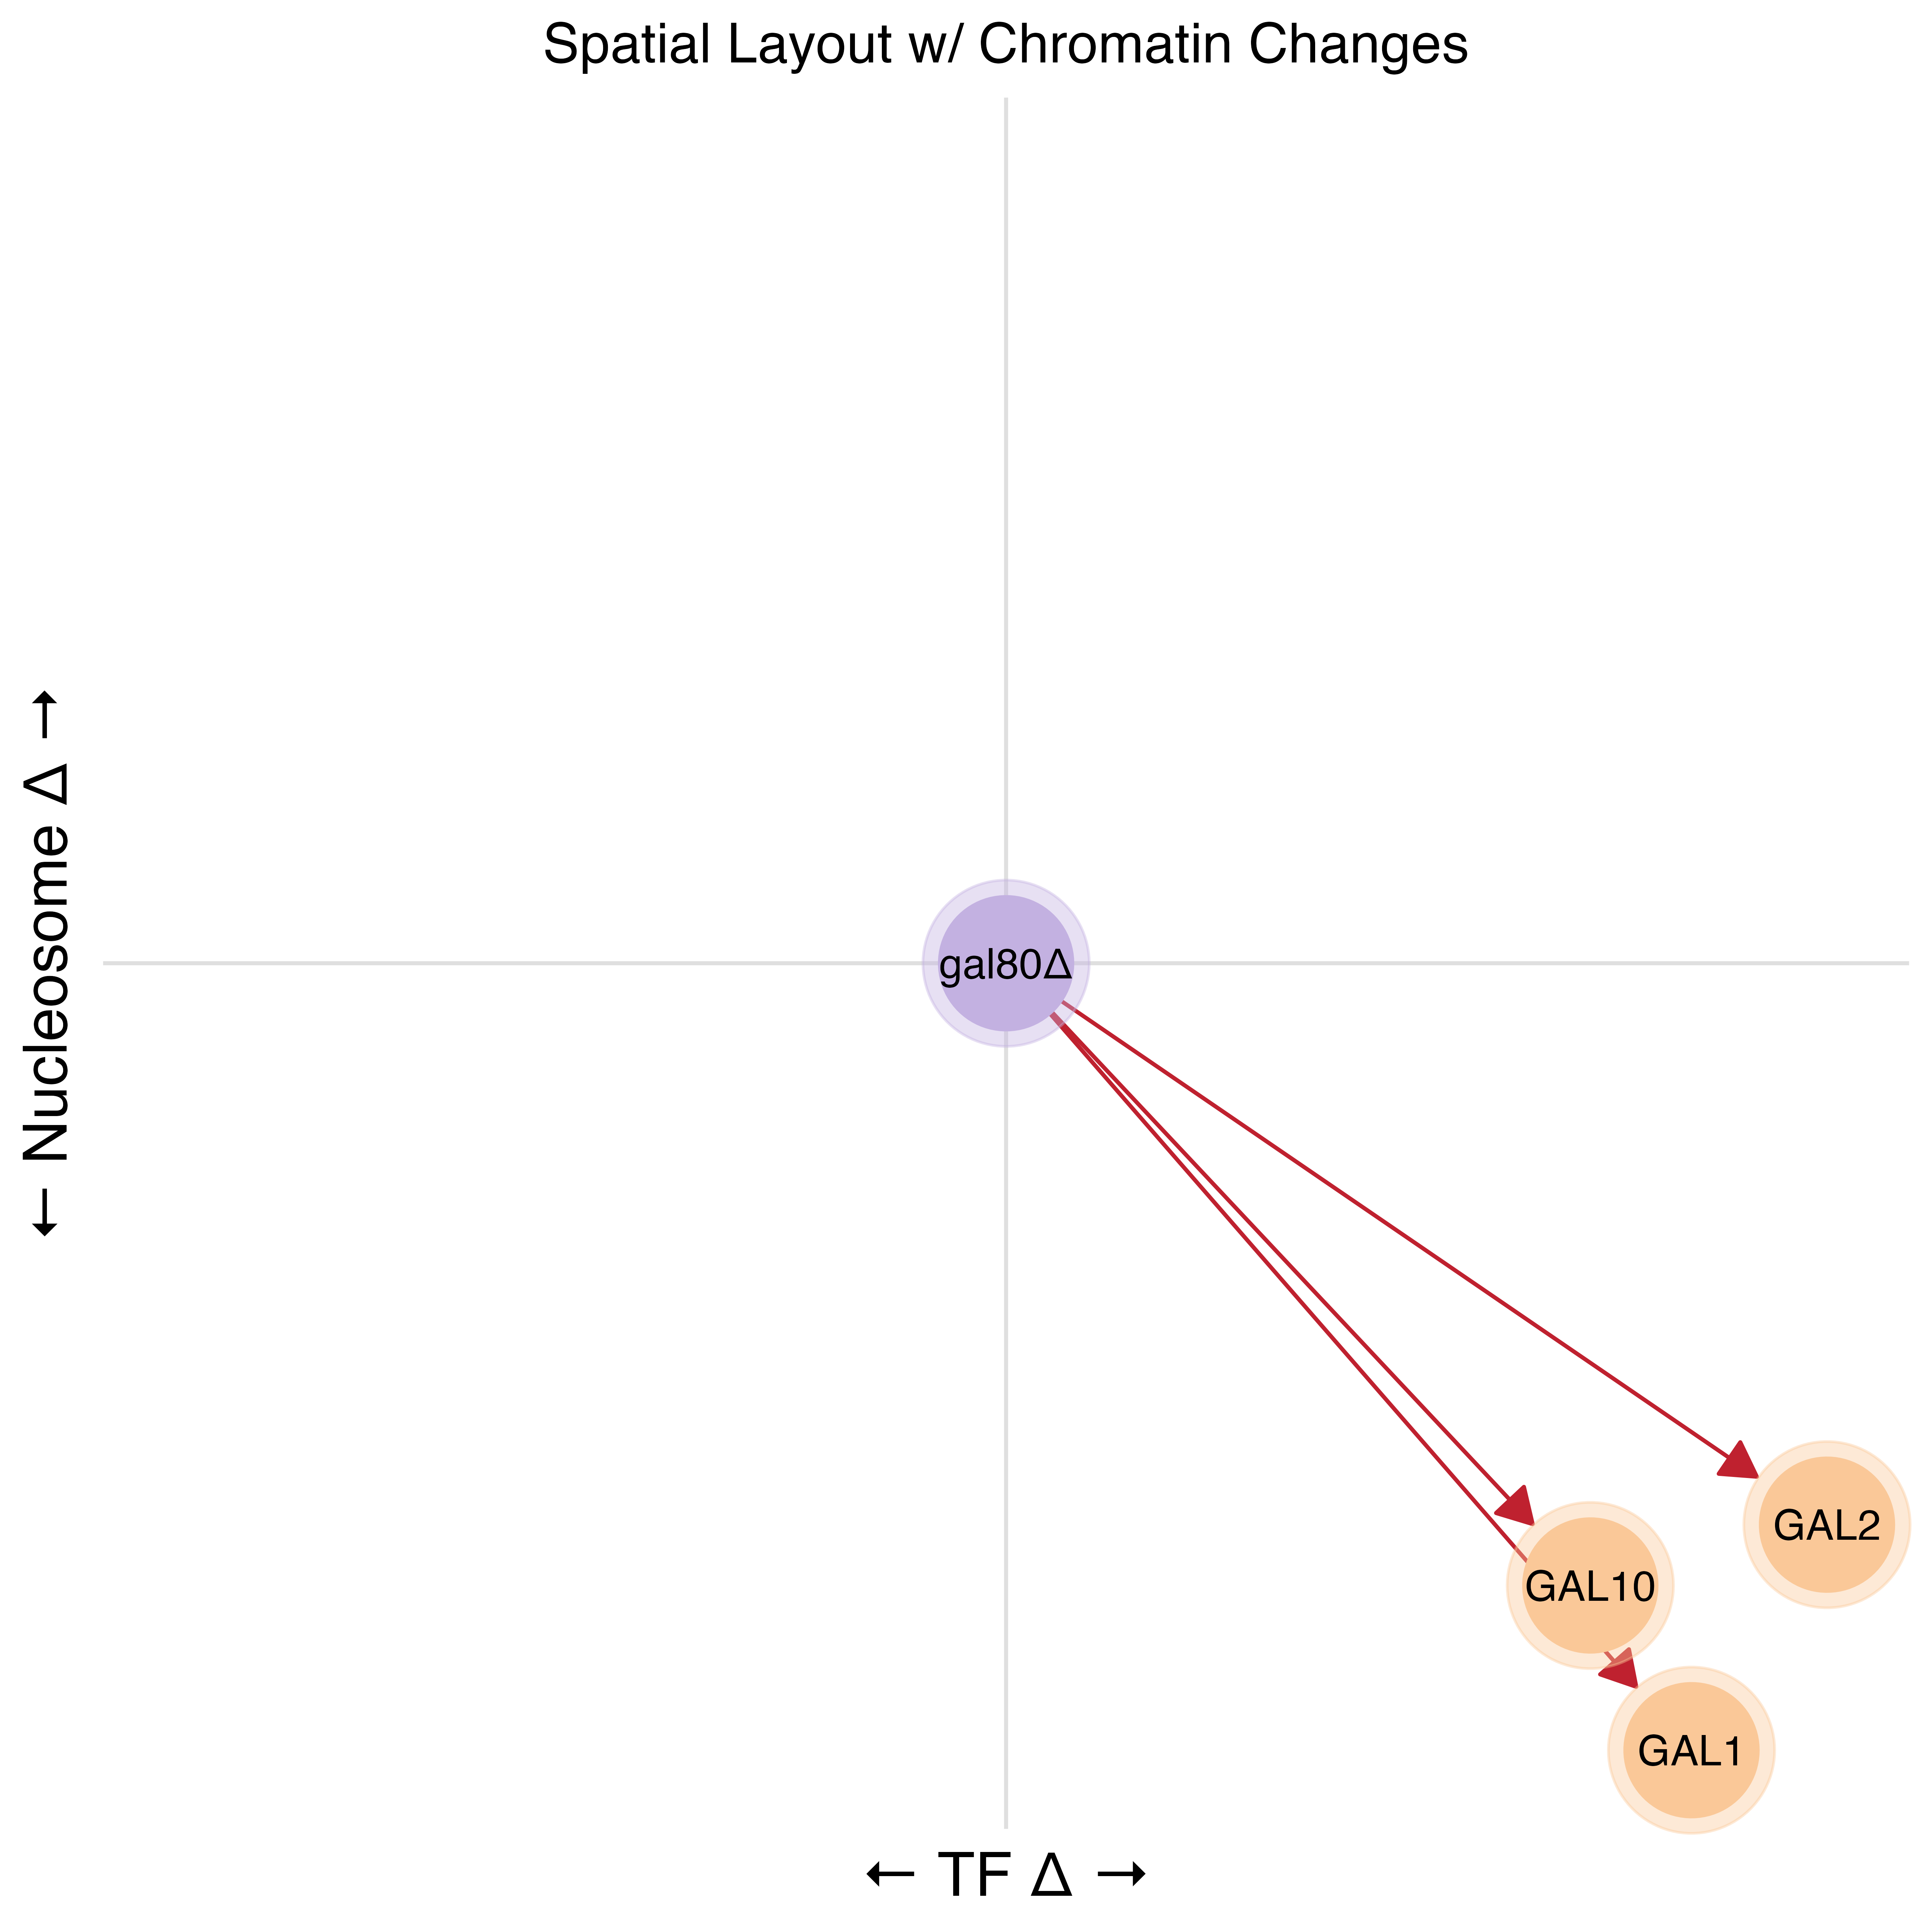 Spatial Layout w/ Chromatin Changes
← Nucleosome Δ →
gal80Δ
GAL2
GAL10
GAL1
← TF Δ →